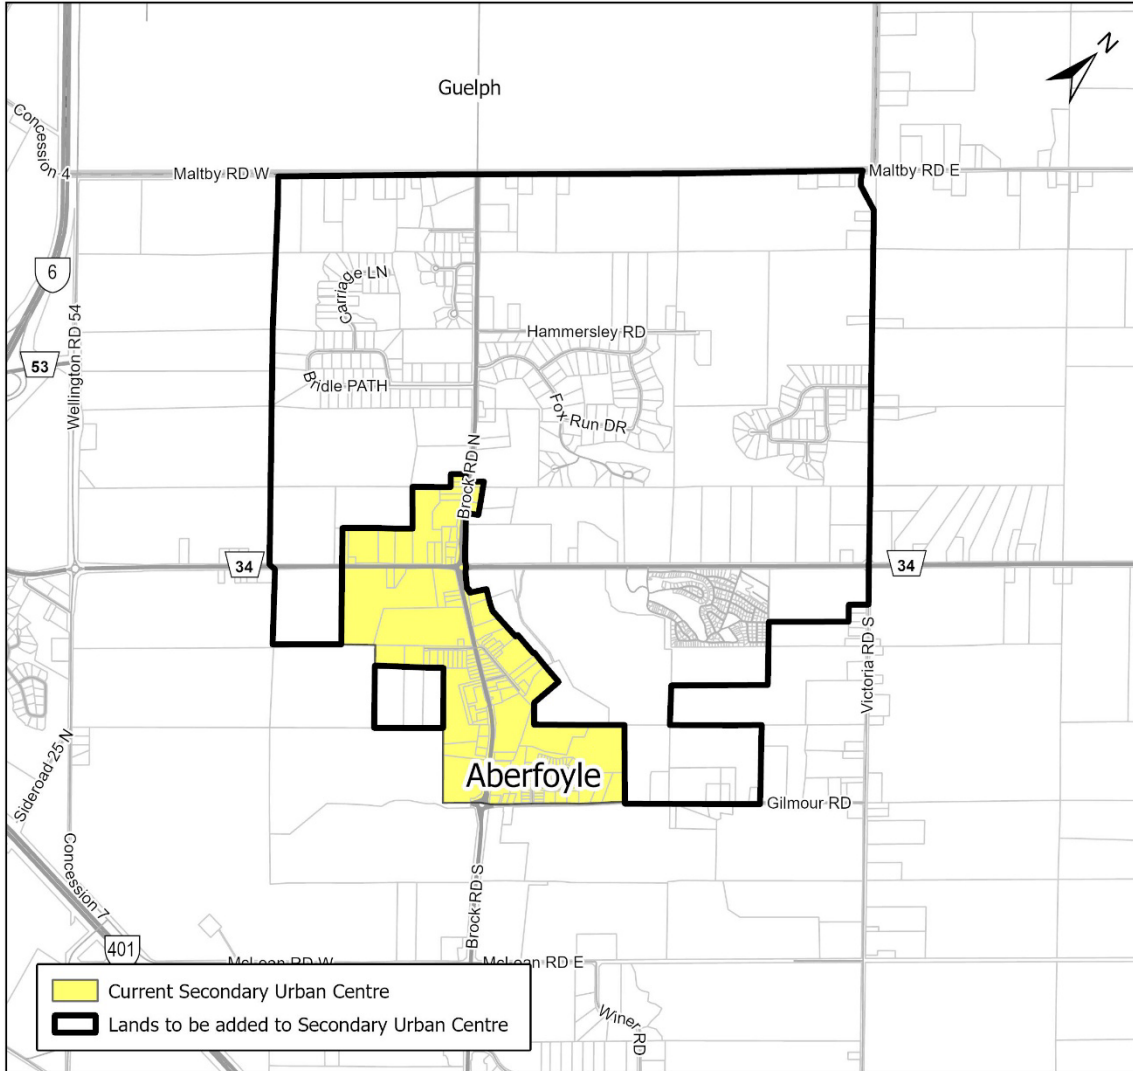 N
Guelph
Concession 4
Maltby RD W
Maltby RD E
6
Carriage LN
Wellington RD 54
Hammersley RD
53
Bridle PATH
Fox Run DR
Brock RD N
34
34
Victoria RD S
Sideroad 25 N
Aberfoyle
Gilmour RD
Concession 7
Brock RD S
401
McLean RD W
McLean RD E
Winer RD
Current Secondary Urban Centre
Lands to be added to Secondary Urban Centre